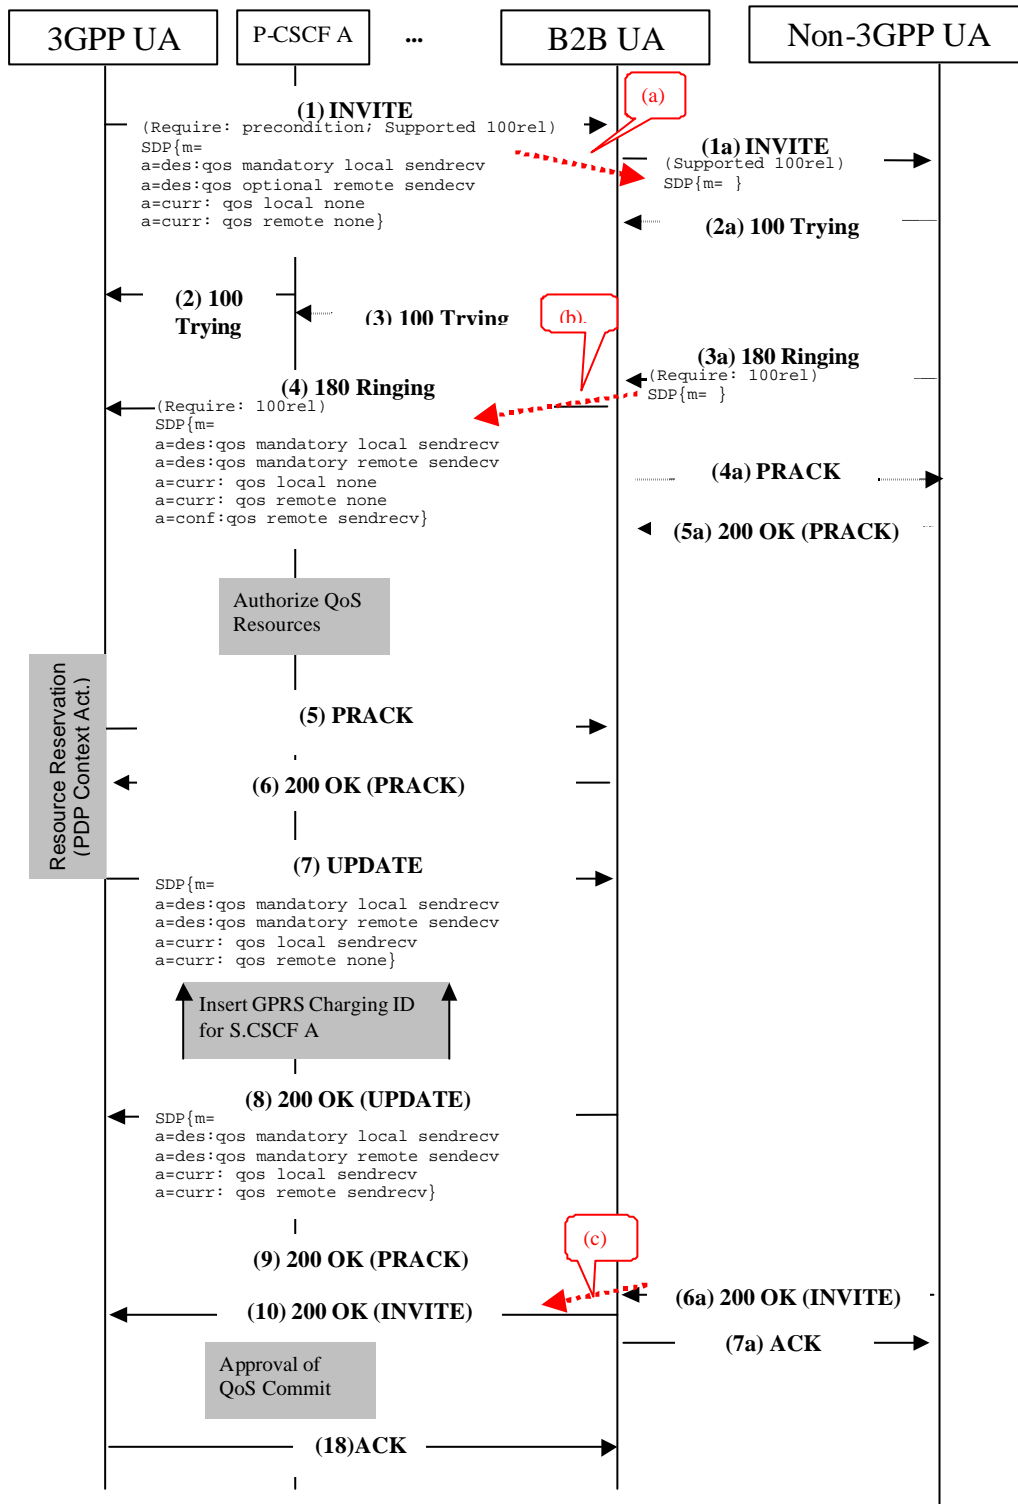 3GPP UA
P-CSCF A
...
B2B UA
Non-3GPP UA
(a)
(1) INVITE
(Require: precondition; Supported 100rel)
SDP{m=
a=des:qos mandatory local sendrecv
a=des:qos optional remote sendecv
a=curr: qos local none
a=curr: qos remote none}
(1a) INVITE
(Supported 100rel)
SDP{m= }
(2a) 100 Trying
(2) 100
Trying
(3) 100 Trying
(b).
(3a) 180 Ringing
(Require: 100rel)
SDP{m= }
(4) 180 Ringing
(Require: 100rel)
SDP{m=
a=des:qos mandatory local sendrecv
a=des:qos mandatory remote sendecv
a=curr: qos local none
a=curr: qos remote none
a=conf:qos remote sendrecv}
(4a) PRACK
(5a) 200 OK (PRACK)
Authorize QoS
Resources
Resource Reservation
(PDP Context Act.)
(5) PRACK
(6) 200 OK (PRACK)
(7) UPDATE
SDP{m=
a=des:qos mandatory local sendrecv
a=des:qos mandatory remote sendecv
a=curr: qos local sendrecv
a=curr: qos remote none}
Insert GPRS Charging ID
for S.CSCF A
(8) 200 OK (UPDATE)
SDP{m=
a=des:qos mandatory local sendrecv
a=des:qos mandatory remote sendecv
a=curr: qos local sendrecv
a=curr: qos remote sendrecv}
(c)
(9) 200 OK (PRACK)
(6a) 200 OK (INVITE)
(10) 200 OK (INVITE)
(7a) ACK
Approval of
QoS Commit
(18)ACK